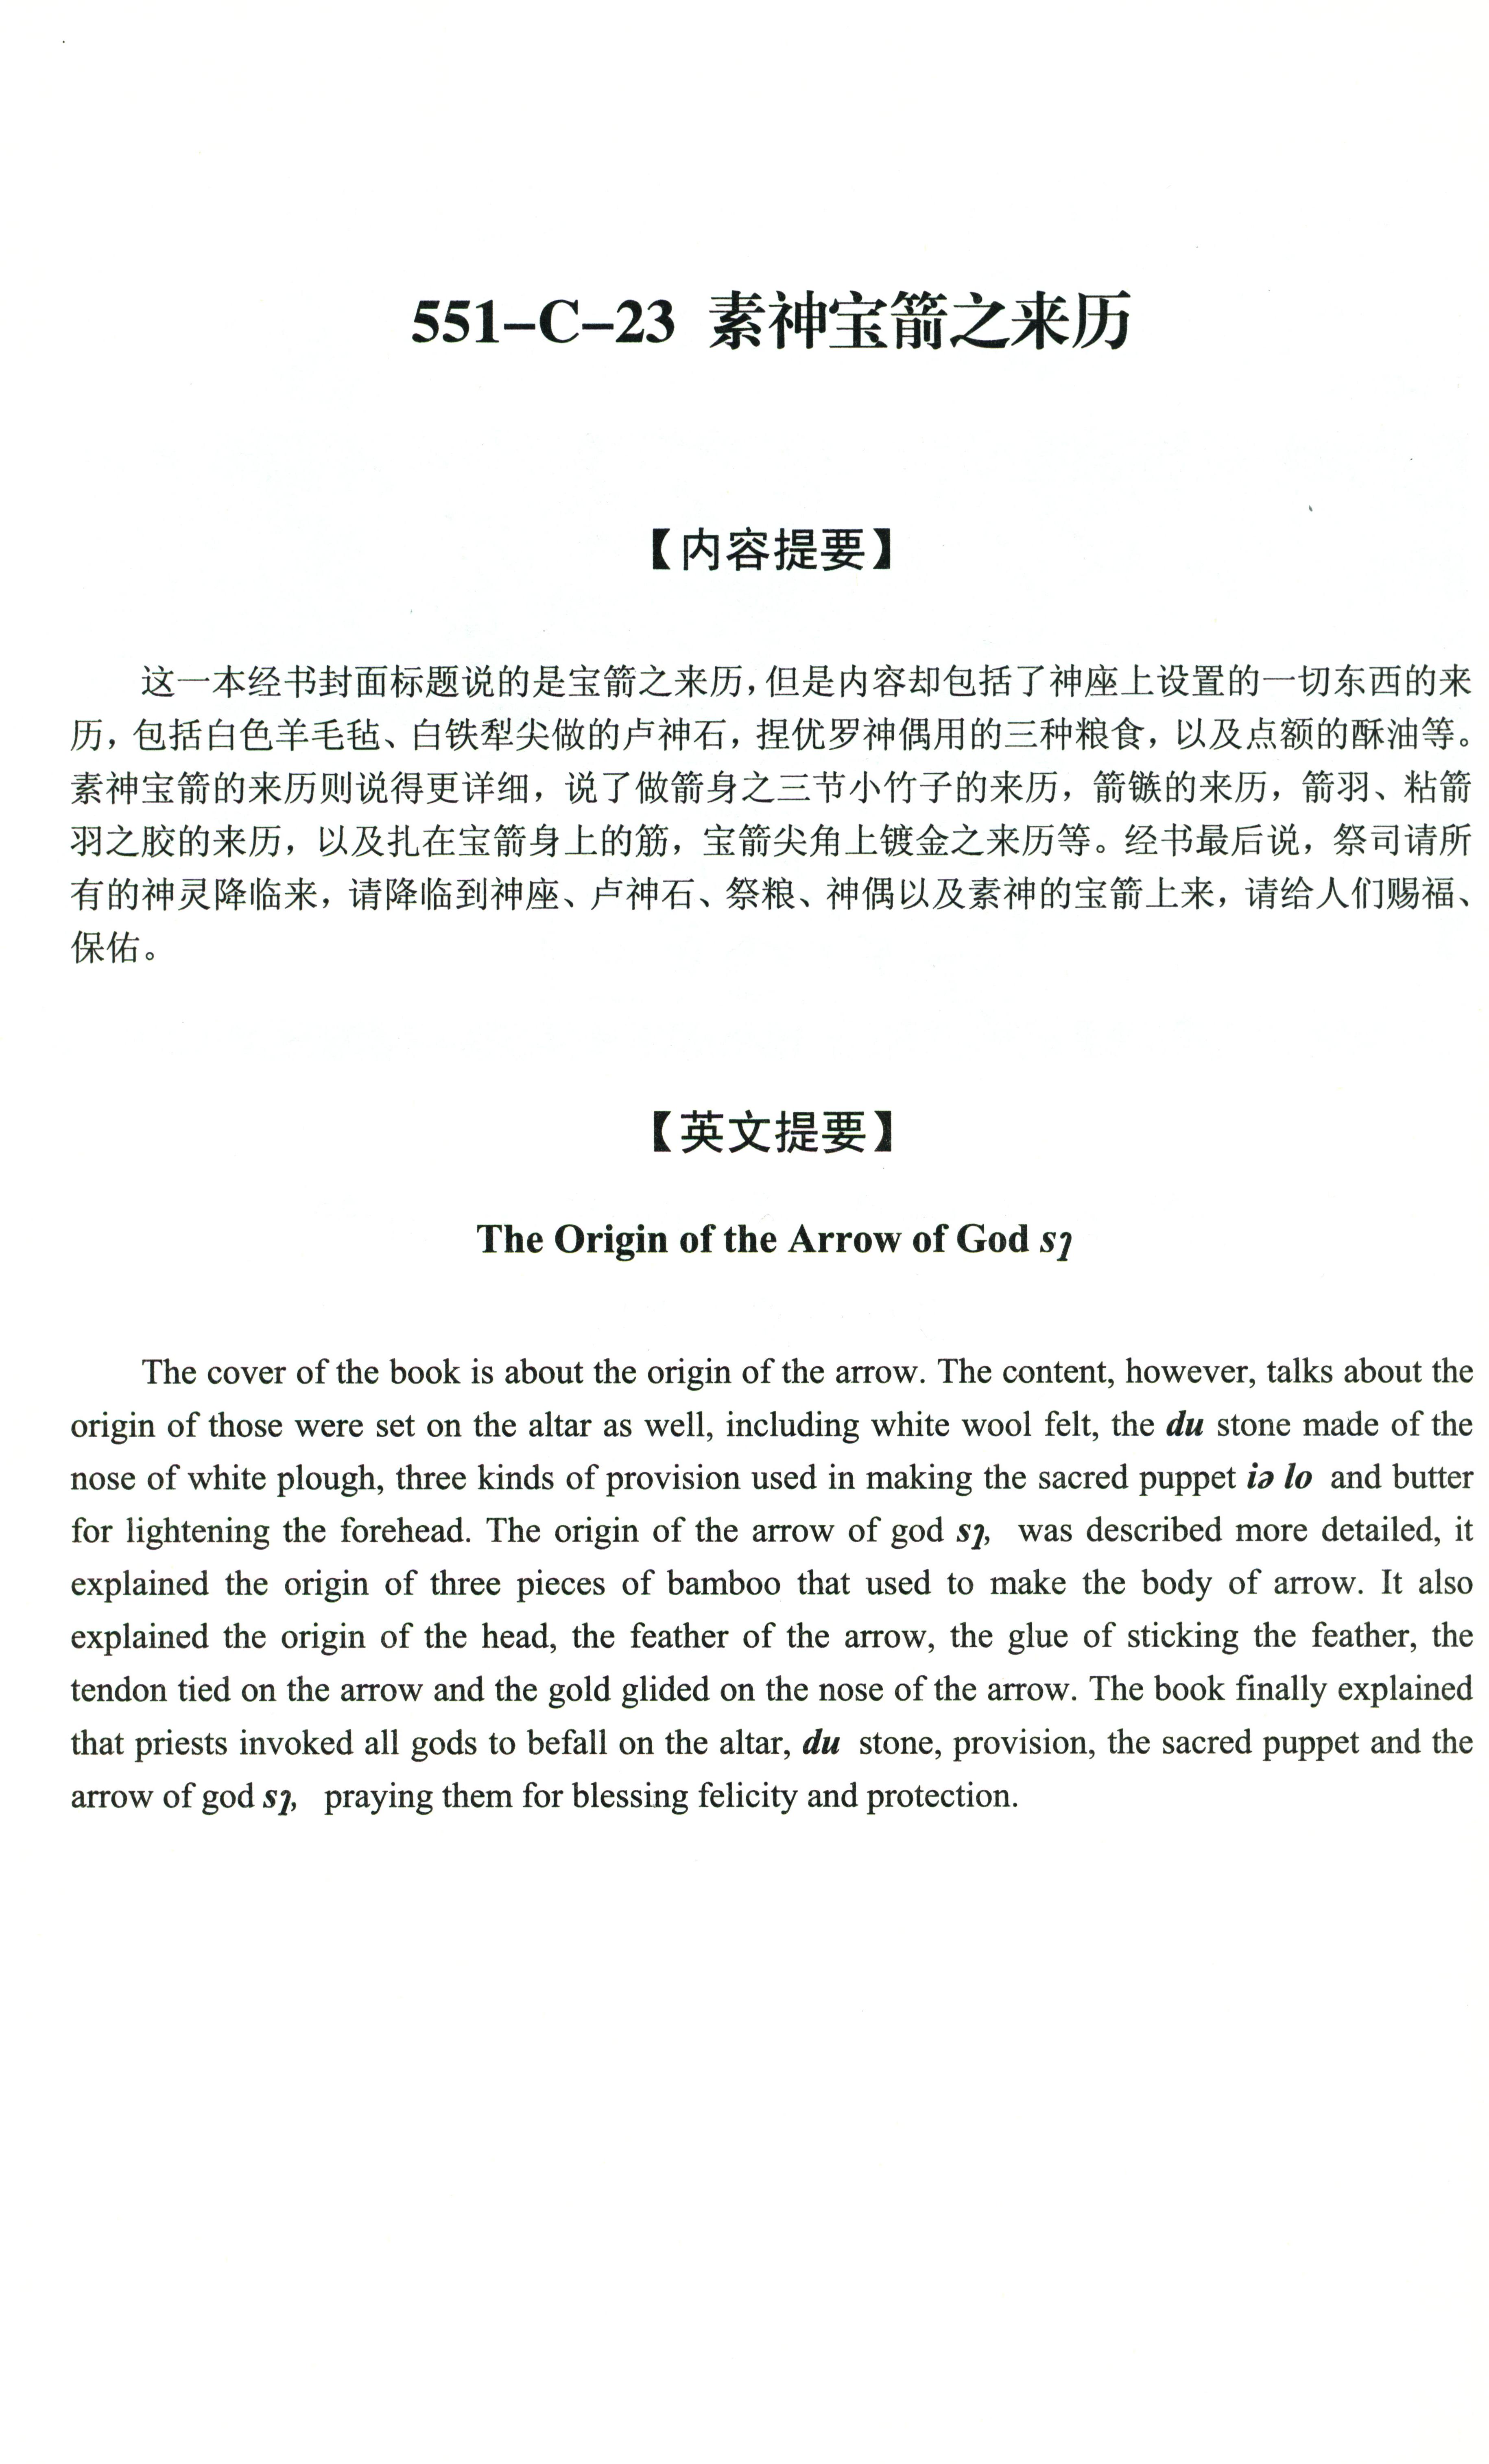 551–C–23 素神宝箭之来历
【内容提要】
这一本经书封面标题说的是宝箭之来历，但是内容却包括了神座上设置的一切东西的来
历，包括白色羊毛毡、白铁犁尖做的卢神石，捏优罗神偶用的三种粮食，以及点额的酥油等。
素神宝箭的来历则说得更详细，说了做箭身之三节小竹子的来历，箭镞的来历，箭羽、粘箭
羽之胶的来历，以及扎在宝箭身上的筋，宝箭尖角上镀金之来历等。经书最后说，祭司请所
有的神灵降临来，请降临到神座、卢神石、祭粮、神偶以及素神的宝箭上来，请给人们赐福、
保佑。
【英文提要】
The Origin of the Arrow of God sʅ
The cover of the book is about the origin of the arrow. The content, however, talks about the
origin of those were set on the altar as well, including white wool felt, the du stone made of the
nose of white plough, three kinds of provision used in making the sacred puppet iə lo and butter
for lightening the forehead. The origin of the arrow of god sʅ, was described more detailed, it
explained the origin of three pieces of bamboo that used to make the body of arrow. It also
explained the origin of the head, the feather of the arrow, the glue of sticking the feather, the
tendon tied on the arrow and the gold glided on the nose of the arrow. The book finally explained
that priests invoked all gods to befall on the altar, du stone, provision, the sacred puppet and the
arrow of god sʅ, praying them for blessing felicity and protection.